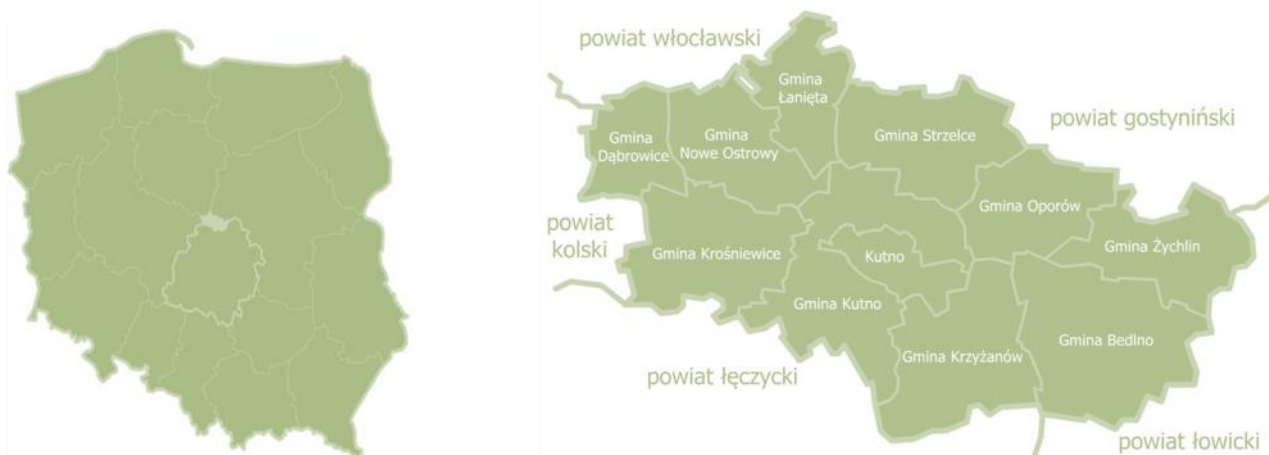 powiat włocławski
Gmina
Łanięta
powiat gostyniński
Gmina
Dąbrowice
Gmina
Nowe Ostrowy
Gmina Strzelce
Gmina Oporów
powiat
kolski
Gmina Krośniewice
Kutno
Gmina Żychlin
Gmina Kutno
Gmina Krzyżanów
Gmina Bedlno
powiat łęczycki
powiat łowicki